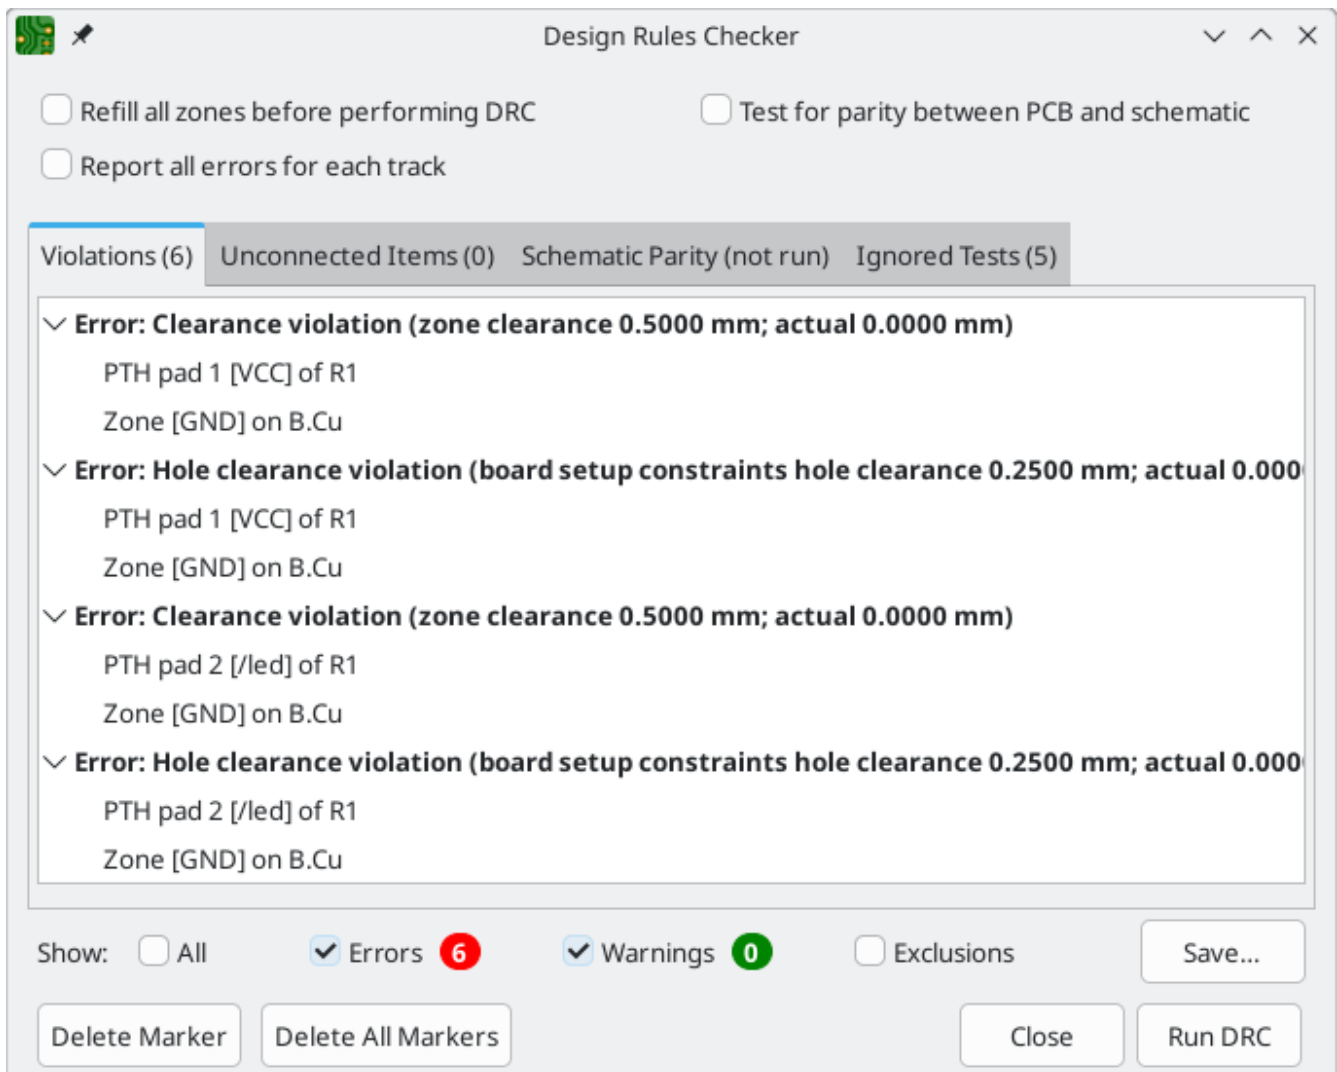 Design Rules Checker
Refill all zones before performing DRC
Test for parity between PCB and schematic
Report all errors for each track
Violations (6) Unconnected Items (0) Schematic Parity (not run) Ignored Tests (5)
Error: Clearance violation (zone clearance 0.5000 mm; actual 0.0000 mm)
PTH pad 1 [VCC] of R1
Zone [GND] on B.Cu
Error: Hole clearance violation (board setup constraints hole clearance 0.2500 mm; actual 0.000
PTH pad 1 [VCC] of R1
Zone [GND] on B.Cu
Error: Clearance violation (zone clearance 0.5000 mm; actual 0.0000 mm)
PTH pad 2 [/led] of R1
Zone [GND] on B.Cu
Error: Hole clearance violation (board setup constraints hole clearance 0.2500 mm; actual 0.000
PTH pad 2 [/led] of R1
Zone [GND] on B.Cu
Show: All Errors 6 Warnings 0 Exclusions Save...
Delete Marker Delete All Markers Close Run DRC